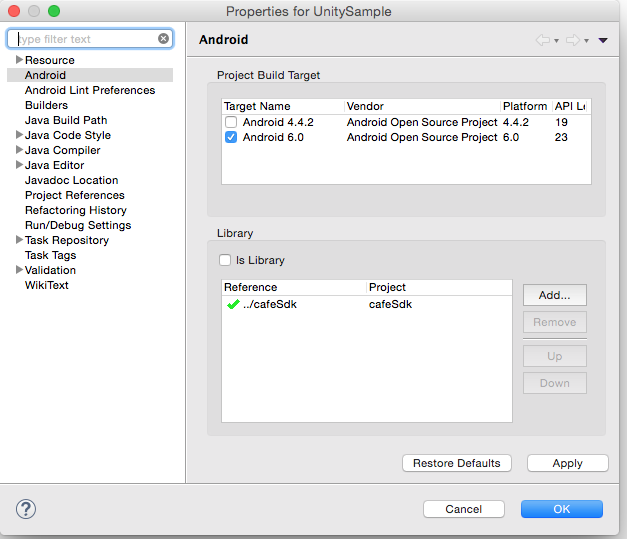 Properties for UnitySample
type filter text
Resource
Android
Android Lint Preferences
Builders
Java Build Path
Java Code Style
Java Compiler
Java Editor
Javadoc Location
Project References
Refactoring History
Run/Debug Settings
Task Repository
Task Tags
Validation
WikiText
Android
Project Build Target
Target Name Vendor Platform API Le
Android 4.4.2 Android Open Source Project 4.4.2 19
Android 6.0 Android Open Source Project 6.0 23
Library
Is Library
Reference Project
../cafeSdk cafeSdk
Add...
Remove
Up
Down
Restore Defaults Apply
? Cancel OK